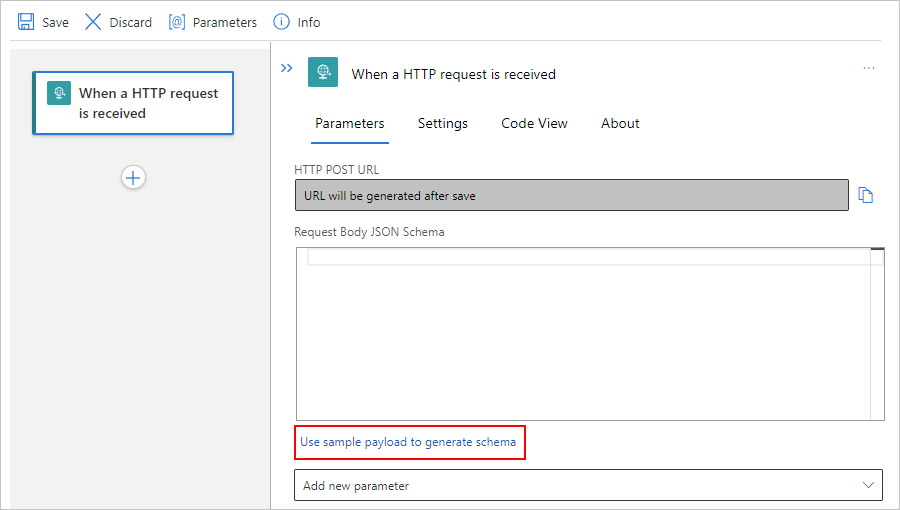 Save Discard [@] Parameters Info
When a HTTP request
is received
When a HTTP request is received
Parameters Settings Code View About
HTTP POST URL
URL will be generated after save
Request Body JSON Schema
Use sample payload to generate schema
Add new parameter